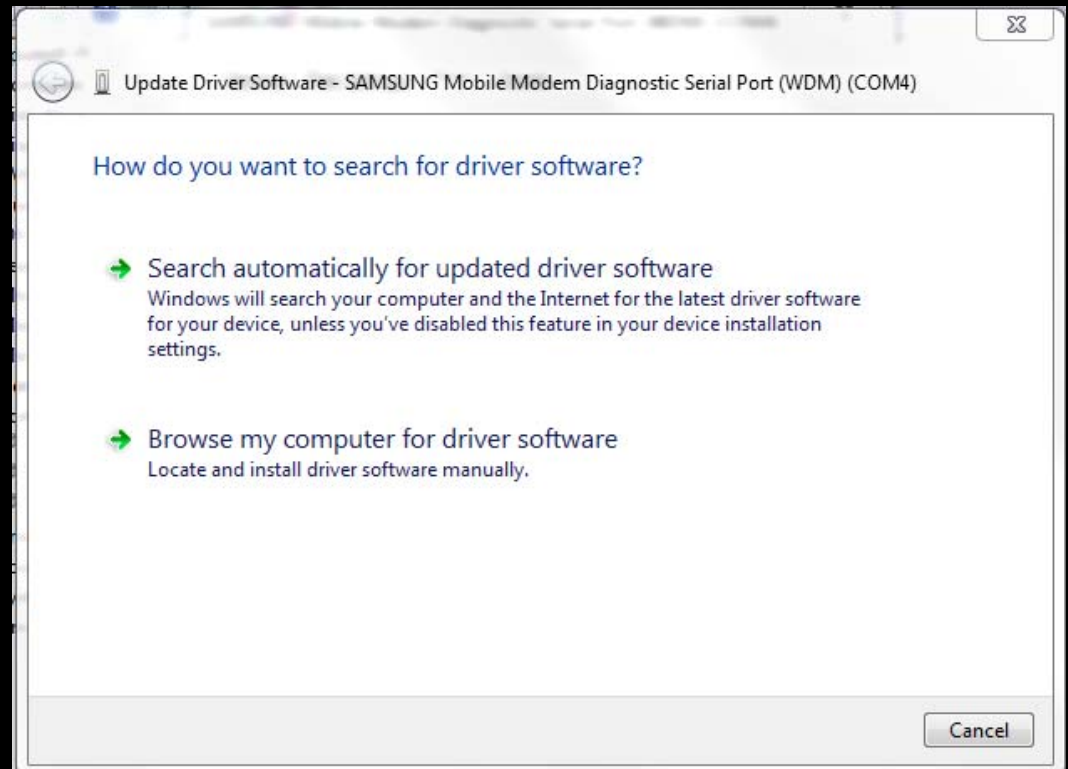 Update Driver Software - SAMSUNG Mobile Modem Diagnostic Serial Port (WDM) (COM4)
How do you want to search for driver software?
Search automatically for updated driver software
Windows will search your computer and the Internet for the latest driver software
for your device, unless you've disabled this feature in your device installation
settings.
Browse my computer for driver software
Locate and install driver software manually.
Cancel